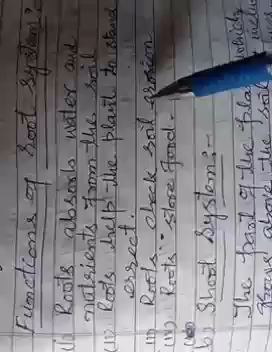 Functions of root system?
(i) Roots absorb water and
nutrients from the soil
(ii) Roots help the plant to stand
erect.
(ii) Roots check soil erosion
(iii) Roots store food.
b) Shoot System:-
The part of the plant which
above the soil